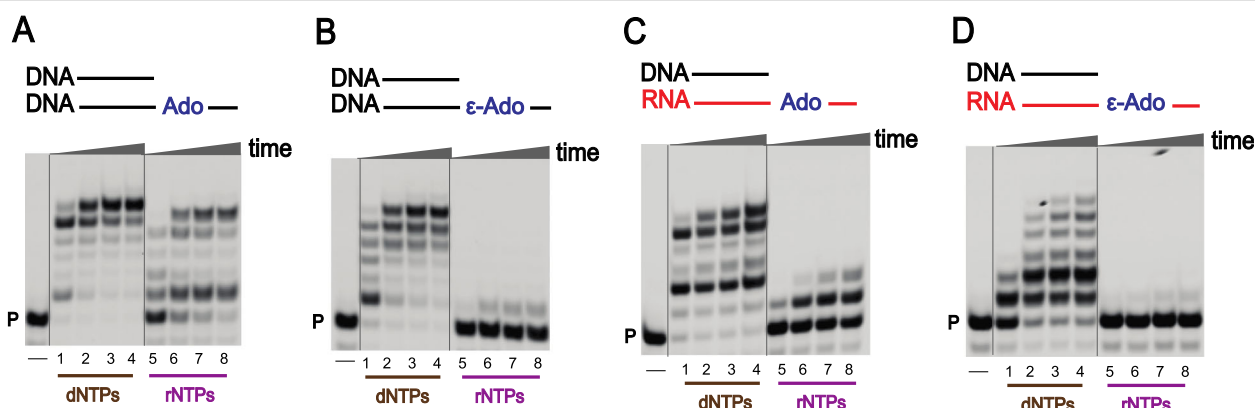 A
DNA
DNA Ado
time
P
— 1 2 3 4 5 6 7 8
dNTPs rNTPs
B
DNA
DNA ε-Ado
time
P
— 1 2 3 4 5 6 7 8
dNTPs rNTPs
C
DNA
RNA Ado
time
P
— 1 2 3 4 5 6 7 8
dNTPs rNTPs
D
DNA
RNA ε-Ado
time
P
— 1 2 3 4 5 6 7 8
dNTPs rNTPs